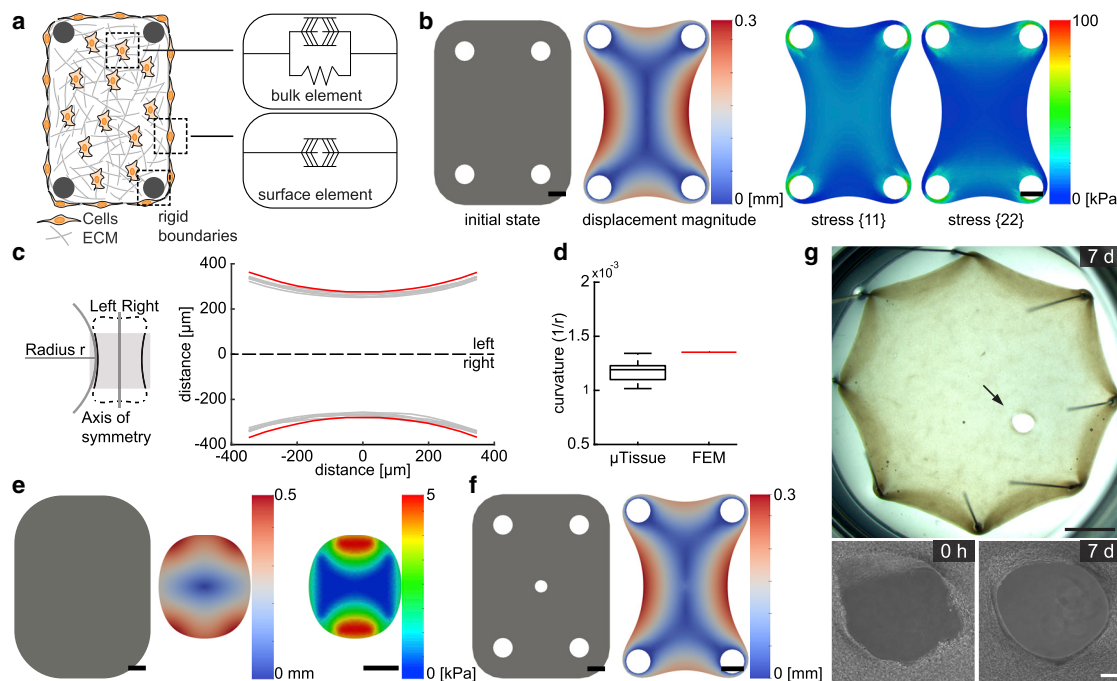 a
bulk element
surface element
Cells
ECM
rigid
boundaries
b
initial state
0.3
0 [mm]
displacement magnitude
stress {11}
stress {22}
100
0 [kPa]
c
Left Right
Radius r
Axis of
symmetry
distance [µm]
400
200
0
-200
-400
left
right
-400 -200 0 200 400
distance [µm]
d
×10⁻³
curvature (1/r)
2
1.5
1
0.5
µTissue FEM
e
0.5
0 mm
5
0 [kPa]
f
0.3
0 [mm]
g
7 d
0 h
7 d